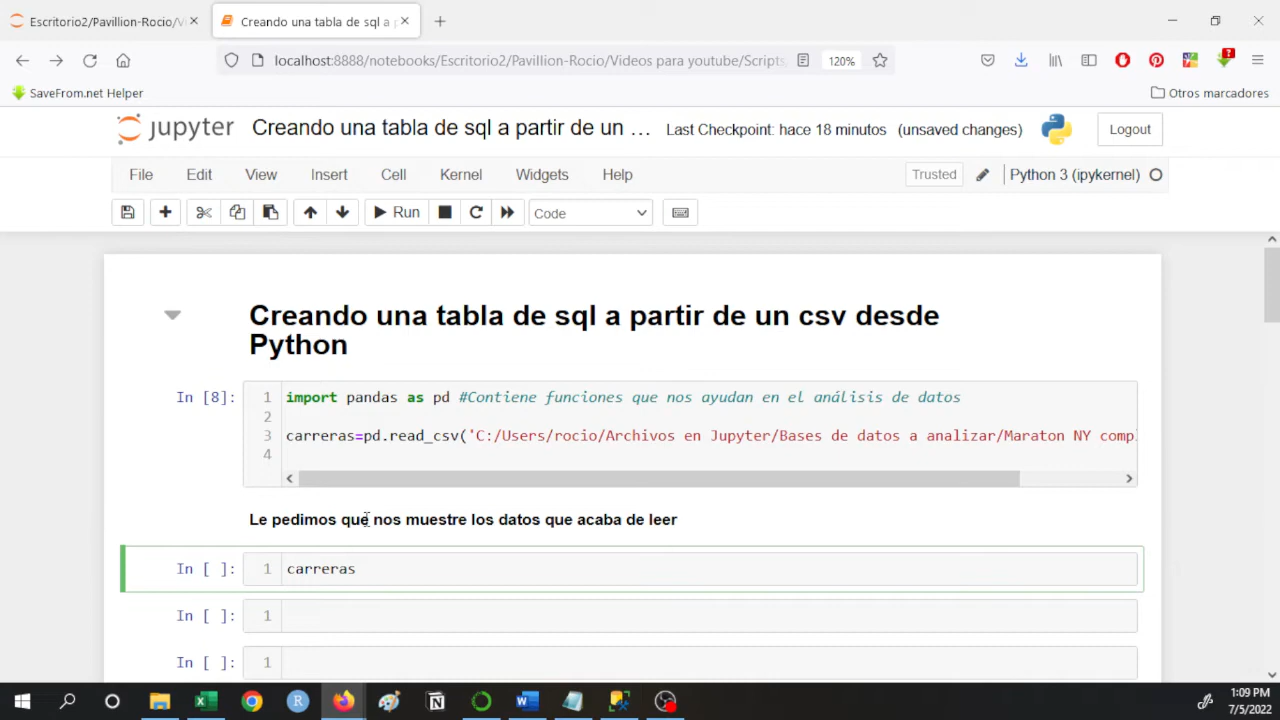 Escritorio2/Pavillion-Rocio/V
Creando una tabla de sql a p
localhost:8888/notebooks/Escritorio2/Pavillion-Rocio/Videos para youtube/Scripts,
120%
SaveFrom.net Helper
Otros marcadores
jupyter
Creando una tabla de sql a partir de un ...
Last Checkpoint: hace 18 minutos (unsaved changes)
Logout
File Edit View Insert Cell Kernel Widgets Help
Trusted
Python 3 (ipykernel)
Run
Code
Creando una tabla de sql a partir de un csv desde
Python
In [8]:
1 import pandas as pd #Contiene funciones que nos ayudan en el análisis de datos
2
3 carreras=pd.read_csv('C:/Users/rocio/Archivos en Jupyter/Bases de datos a analizar/Maraton NY comp
4
Le pedimos que nos muestre los datos que acaba de leer
In [ ]: 1 carreras
In [ ]: 1
In [ ]: 1
1:09 PM
7/5/2022